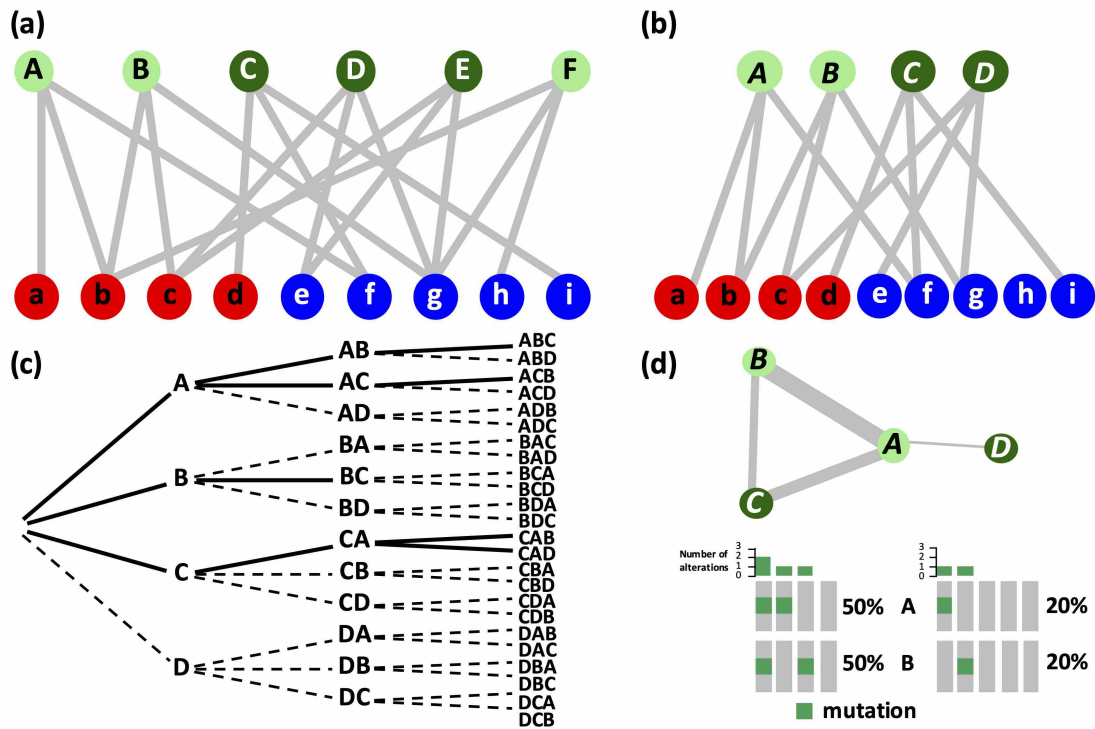 (a)
A B C D E F
a b c d e f g h i
(b)
A B C D
a b c d e f g h i
(c)
A
B
C
D
AB
AC
AD
BA
BC
BD
CA
CB
CD
DA
DB
DC
ABC
ABD
ACB
ACD
ADB
ADC
BAC
BAD
BCA
BCD
BDA
BDC
CAB
CAD
CBA
CBD
CDA
CDB
DAB
DAC
DBA
DBC
DCA
DCB
(d)
B
A
D
C
Number of
alterations
3
2
1
0
3
2
1
0
50% A 20%
50% B 20%
mutation